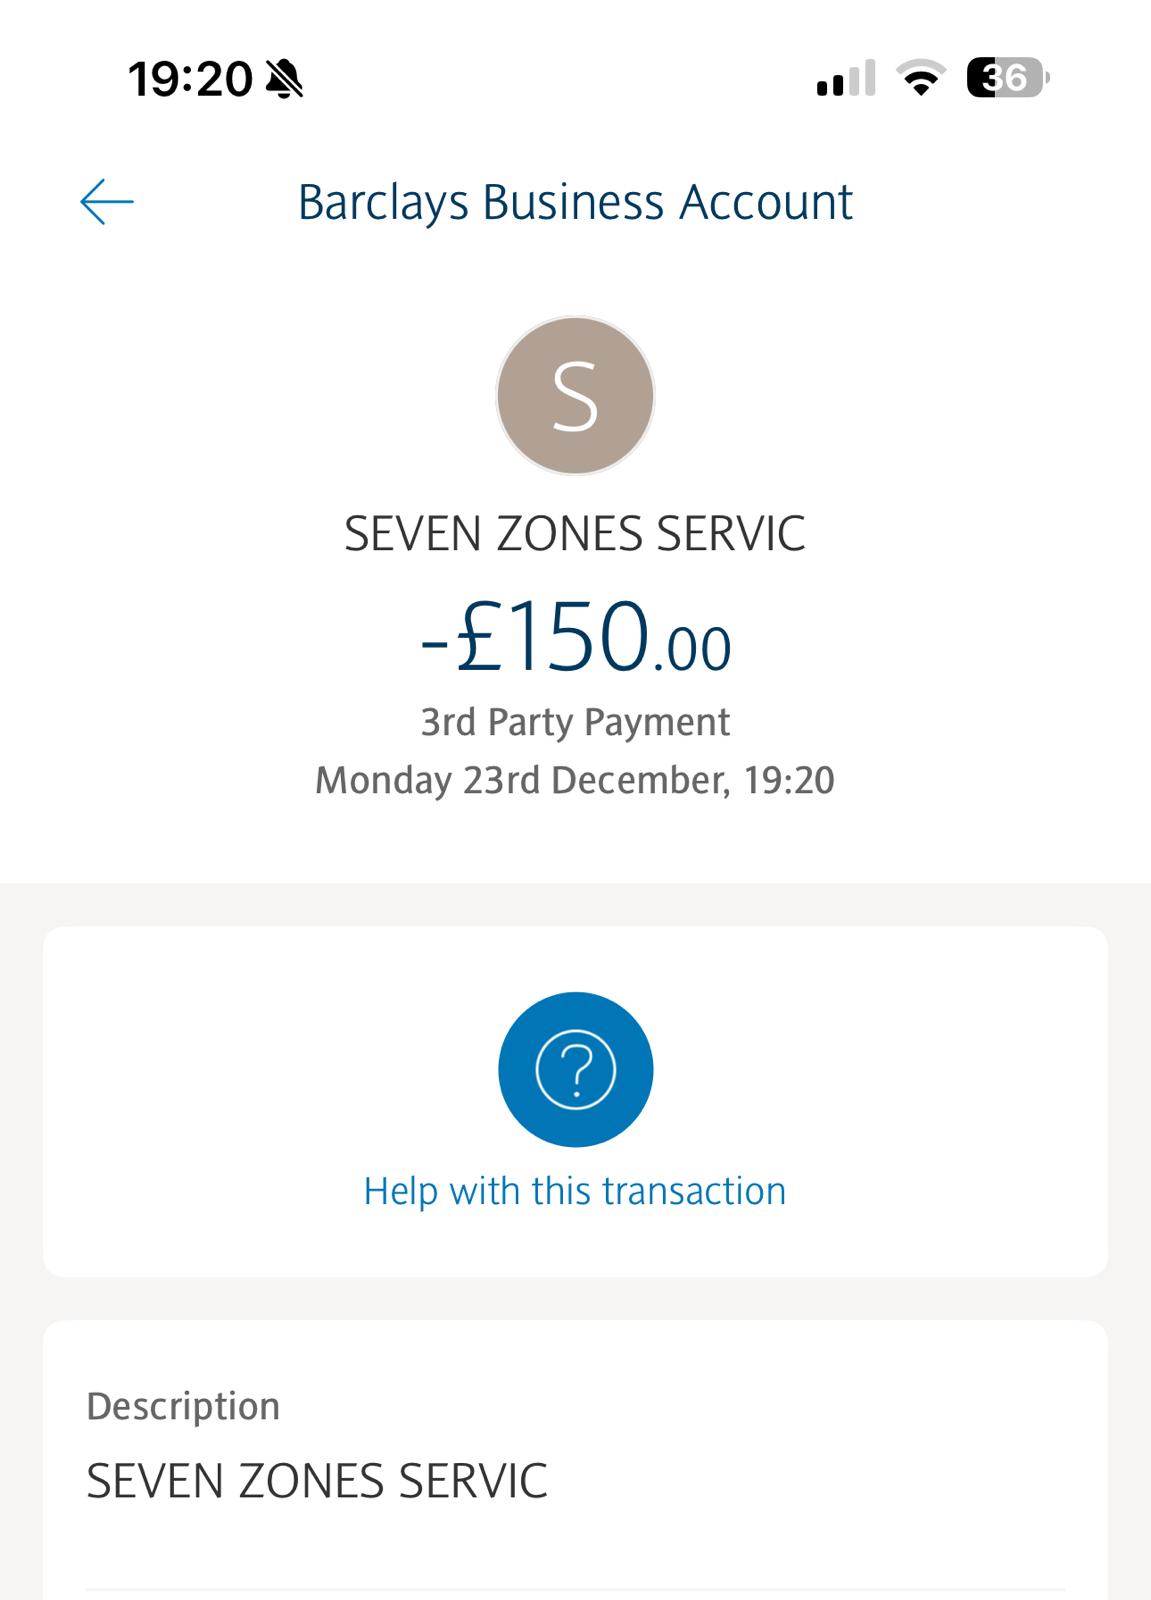 19:20
36
Barclays Business Account
S
SEVEN ZONES SERVIC
-£150.00
3rd Party Payment
Monday 23rd December, 19:20
?
Help with this transaction
Description
SEVEN ZONES SERVIC